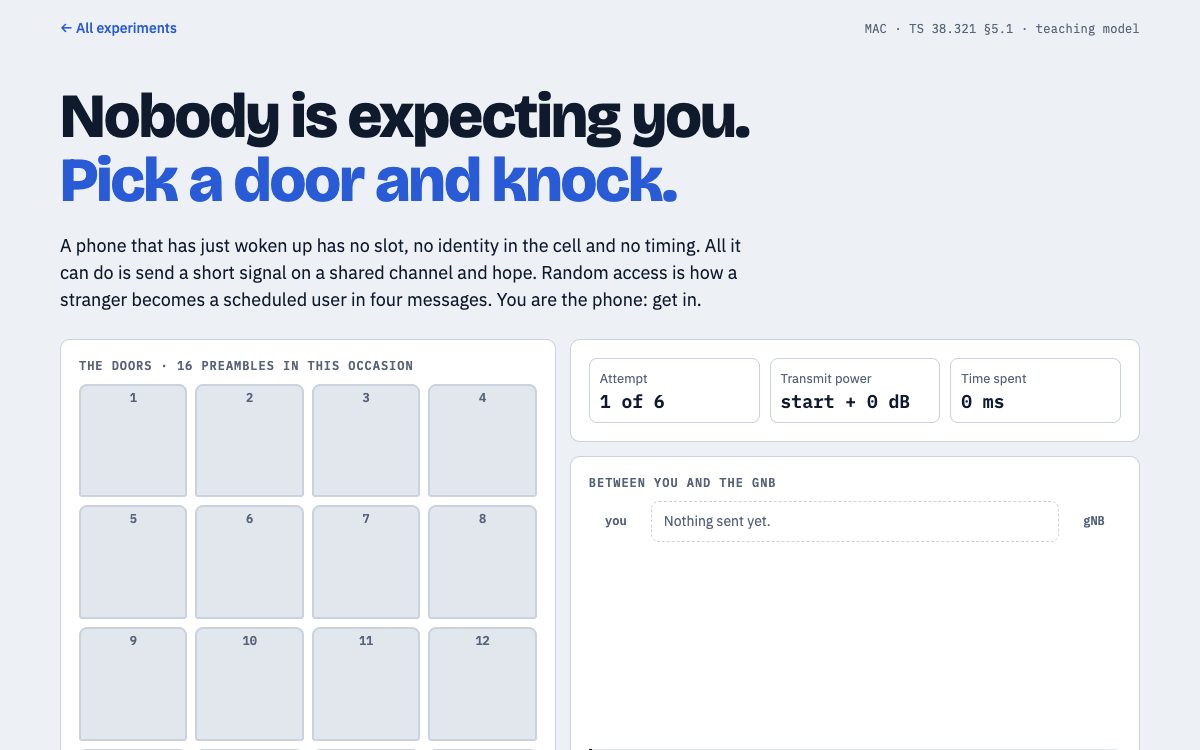 ← All experiments
MAC · TS 38.321 §5.1 · teaching model
Nobody is expecting you.
Pick a door and knock.
A phone that has just woken up has no slot, no identity in the cell and no timing. All it
can do is send a short signal on a shared channel and hope. Random access is how a
stranger becomes a scheduled user in four messages. You are the phone: get in.
THE DOORS · 16 PREAMBLES IN THIS OCCASION
1 2 3 4
5 6 7 8
9 10 11 12
Attempt
1 of 6
Transmit power
start + 0 dB
Time spent
0 ms
BETWEEN YOU AND THE GNB
you
Nothing sent yet.
gNB